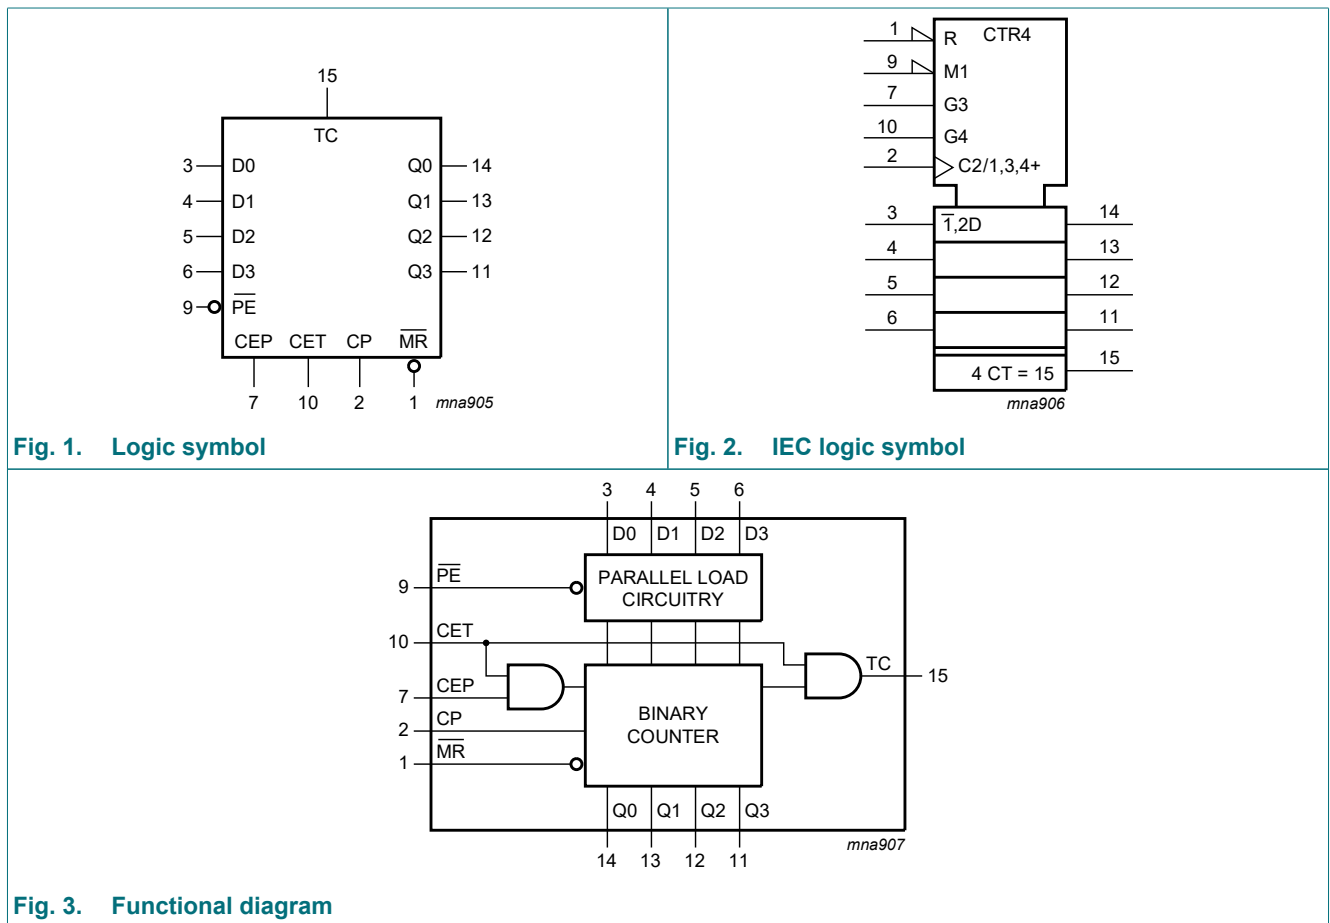 15
TC
3 D0 Q0 14
4 D1 Q1 13
5 D2 Q2 12
6 D3 Q3 11
9 P̅E̅
CEP CET CP M̅R̅
7 10 2 1 mna905
Fig. 1. Logic symbol
1 R CTR4
9 M1
7 G3
10 G4
2 C2/1,3,4+
3 1̅,2D 14
4 13
5 12
6 11
4 CT = 15 15
mna906
Fig. 2. IEC logic symbol
3 4 5 6
D0 D1 D2 D3
9 P̅E̅
PARALLEL LOAD
CIRCUITRY
10 CET
TC 15
7 CEP
2 CP
BINARY
COUNTER
1 M̅R̅
Q0 Q1 Q2 Q3
mna907
14 13 12 11
Fig. 3. Functional diagram